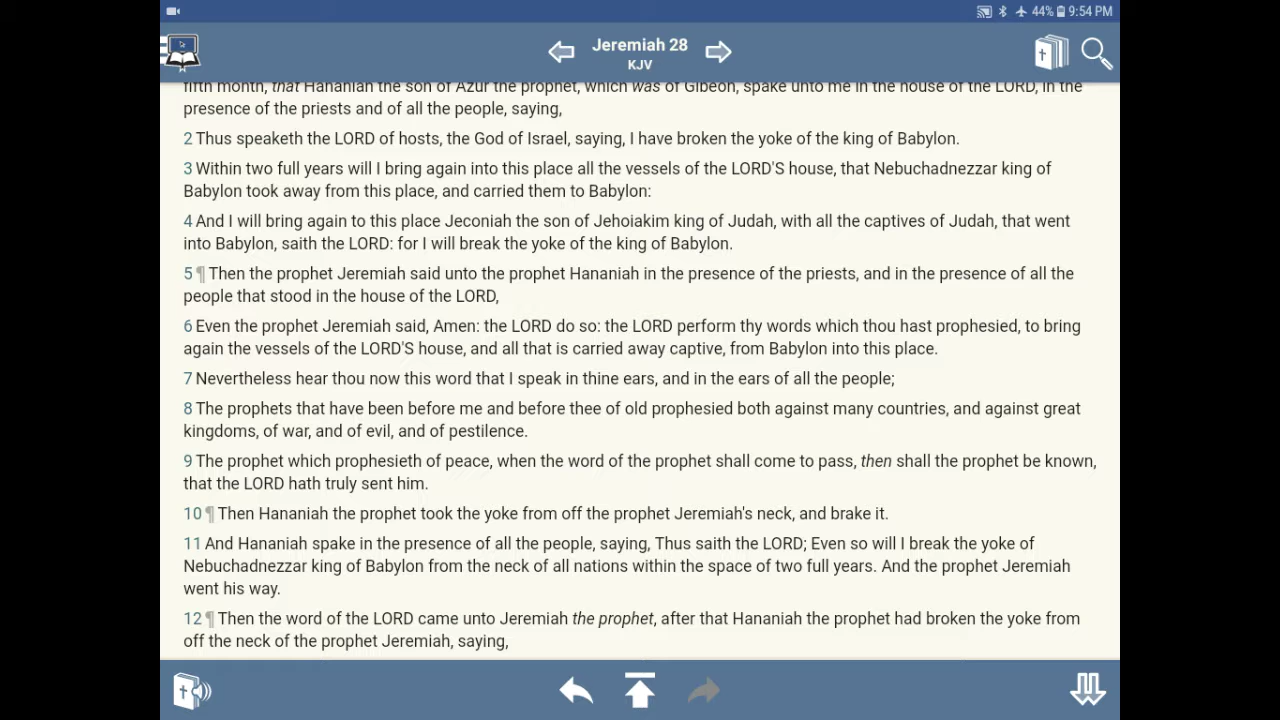 44% 9:54 PM
Jeremiah 28
KJV
fifth month, that Hananiah the son of Azur the prophet, which was of Gibeon, spake unto me in the house of the LORD, in the
presence of the priests and of all the people, saying,
2 Thus speaketh the LORD of hosts, the God of Israel, saying, I have broken the yoke of the king of Babylon.
3 Within two full years will I bring again into this place all the vessels of the LORD'S house, that Nebuchadnezzar king of
Babylon took away from this place, and carried them to Babylon:
4 And I will bring again to this place Jeconiah the son of Jehoiakim king of Judah, with all the captives of Judah, that went
into Babylon, saith the LORD: for I will break the yoke of the king of Babylon.
5 ¶ Then the prophet Jeremiah said unto the prophet Hananiah in the presence of the priests, and in the presence of all the
people that stood in the house of the LORD,
6 Even the prophet Jeremiah said, Amen: the LORD do so: the LORD perform thy words which thou hast prophesied, to bring
again the vessels of the LORD'S house, and all that is carried away captive, from Babylon into this place.
7 Nevertheless hear thou now this word that I speak in thine ears, and in the ears of all the people;
8 The prophets that have been before me and before thee of old prophesied both against many countries, and against great
kingdoms, of war, and of evil, and of pestilence.
9 The prophet which prophesieth of peace, when the word of the prophet shall come to pass, then shall the prophet be known,
that the LORD hath truly sent him.
10 ¶ Then Hananiah the prophet took the yoke from off the prophet Jeremiah's neck, and brake it.
11 And Hananiah spake in the presence of all the people, saying, Thus saith the LORD; Even so will I break the yoke of
Nebuchadnezzar king of Babylon from the neck of all nations within the space of two full years. And the prophet Jeremiah
went his way.
12 ¶ Then the word of the LORD came unto Jeremiah the prophet, after that Hananiah the prophet had broken the yoke from
off the neck of the prophet Jeremiah, saying,